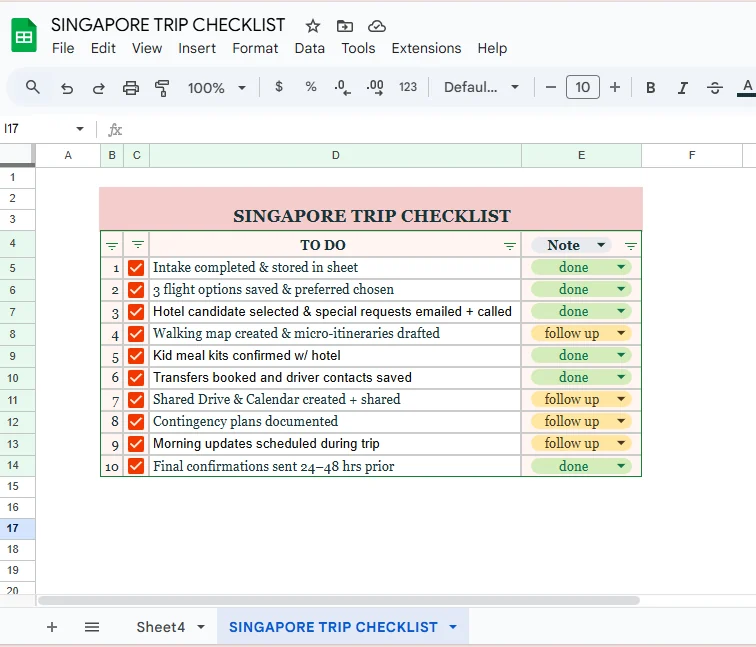 SINGAPORE TRIP CHECKLIST
File Edit View Insert Format Data Tools Extensions Help
100% $ % .0 .00 123 Defaul... 10 B I S A
I17 fx
A B C D E F
1
2
3 SINGAPORE TRIP CHECKLIST
4 TO DO Note
5 1 Intake completed & stored in sheet done
6 2 3 flight options saved & preferred chosen done
7 3 Hotel candidate selected & special requests emailed + called done
8 4 Walking map created & micro-itineraries drafted follow up
9 5 Kid meal kits confirmed w/ hotel done
10 6 Transfers booked and driver contacts saved done
11 7 Shared Drive & Calendar created + shared follow up
12 8 Contingency plans documented follow up
13 9 Morning updates scheduled during trip follow up
14 10 Final confirmations sent 24–48 hrs prior done
15
16
17
18
19
20
Sheet4 SINGAPORE TRIP CHECKLIST